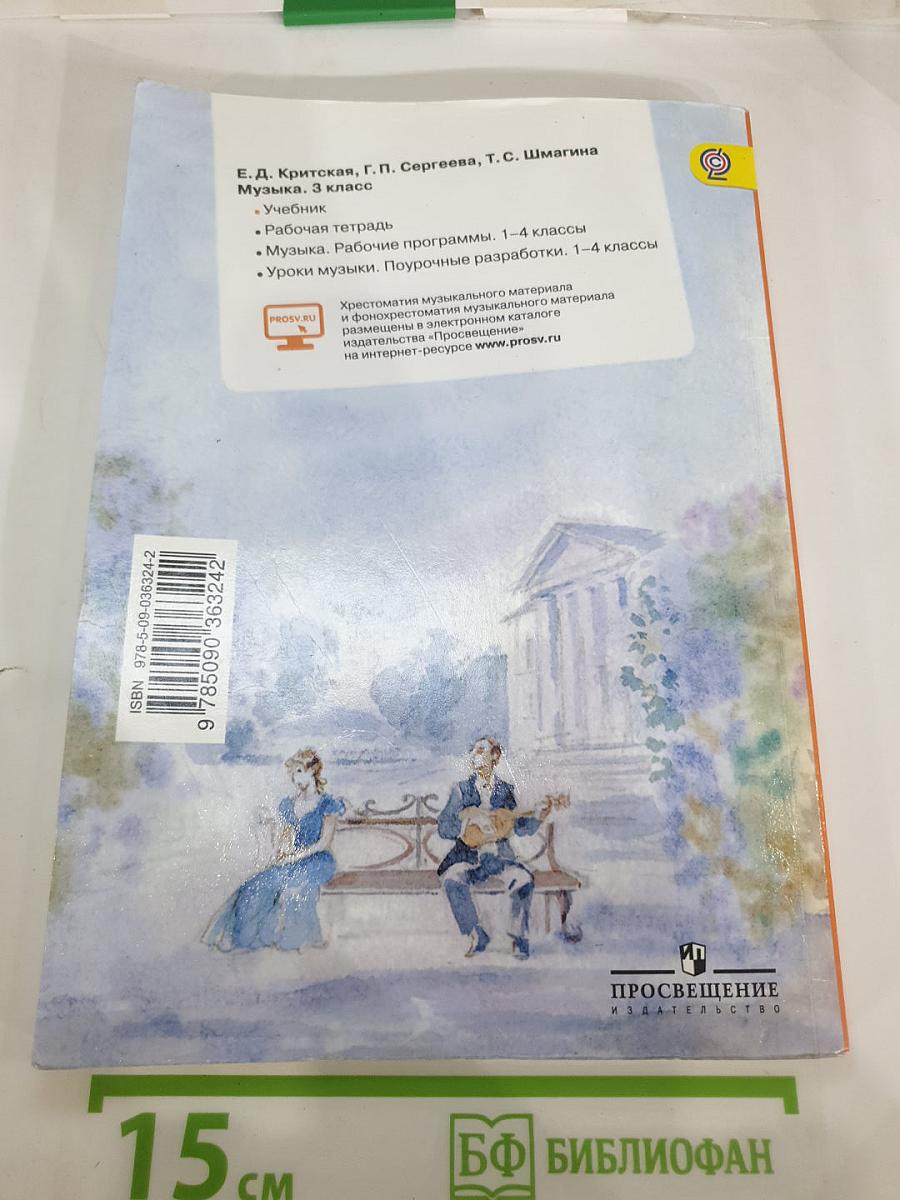 Е. Д. Критская, Г. П. Сергеева, Т. С. Шмагина
Музыка. 3 класс
• Учебник
• Рабочая тетрадь
• Музыка. Рабочие программы. 1–4 классы
• Уроки музыки. Поурочные разработки. 1–4 классы
PROSV.RU
Хрестоматия музыкального материала
и фонохрестоматия музыкального материала
размещены в электронном каталоге
издательства «Просвещение»
на интернет-ресурсе www.prosv.ru
ISBN 978-5-09-036324-2
9 785090 363242
ИП
ПРОСВЕЩЕНИЕ
ИЗДАТЕЛЬСТВО
15 см
БФ БИБЛИОФАН